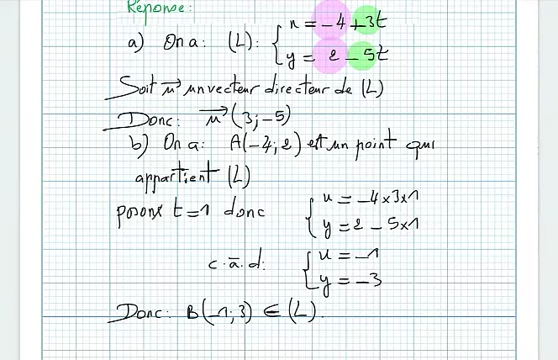 Réponse:
a) On a: (L): { x = -4 + 3t
y = 2 - 5t
Soit u⃗ un vecteur directeur de (L)
Donc: u⃗(3; -5)
b) On a: A(-4; 2) est un point qui
appartient (L)
posons t = 1 donc { x = -4 × 3 × 1
y = 2 - 5 × 1
c.à.d: { x = -1
y = -3
Donc: B(-1; 3) ∈ (L).